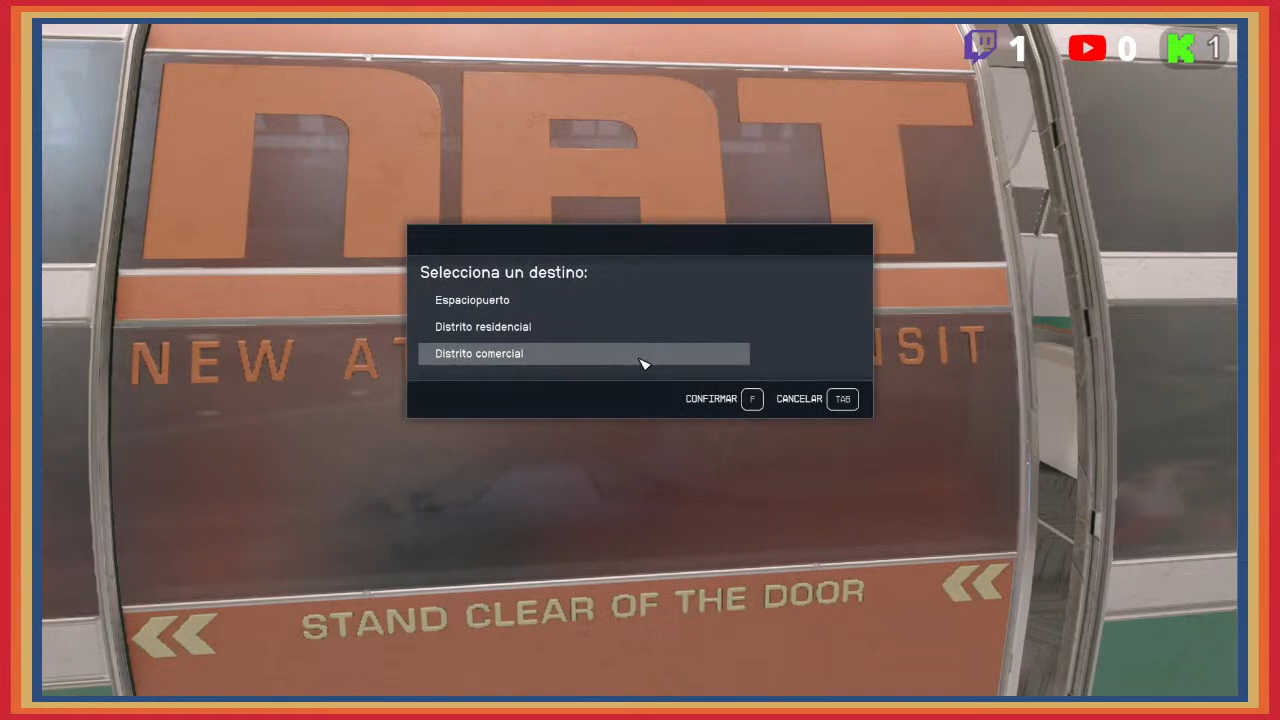 1 0 1
NAT
Selecciona un destino:
Espaciopuerto
Distrito residencial
Distrito comercial
NEW A
NSIT
CONFIRMAR F CANCELAR TAB
STAND CLEAR OF THE DOOR